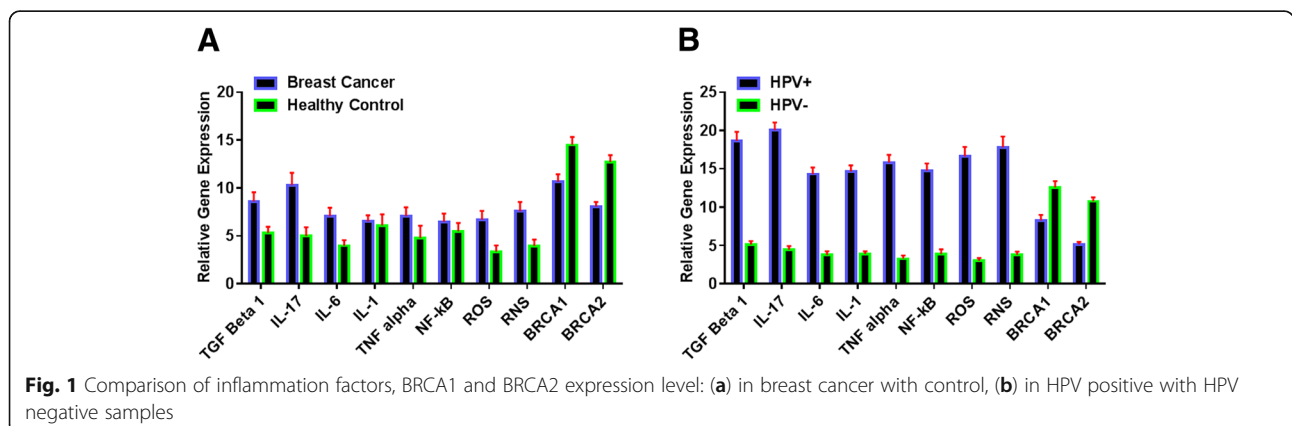 A
Breast Cancer
Healthy Control
Relative Gene Expression
20
15
10
5
0
TGF Beta 1
IL-17
IL-6
IL-1
TNF alpha
NF-kB
ROS
RNS
BRCA1
BRCA2
B
HPV+
HPV-
Relative Gene Expression
25
20
15
10
5
0
TGF Beta 1
IL-17
IL-6
IL-1
TNF alpha
NF-kB
ROS
RNS
BRCA1
BRCA2
Fig. 1 Comparison of inflammation factors, BRCA1 and BRCA2 expression level: (a) in breast cancer with control, (b) in HPV positive with HPV
negative samples